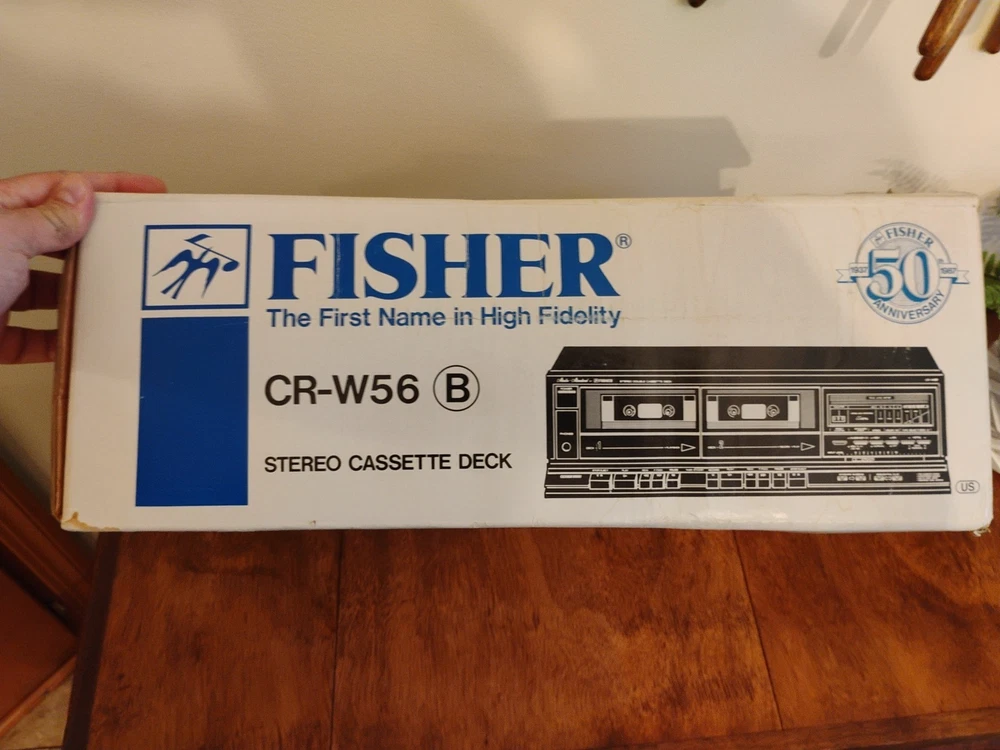 FISHER®
The First Name in High Fidelity
CR-W56 B
STEREO CASSETTE DECK
FISHER
1937 50 1987
ANNIVERSARY
US